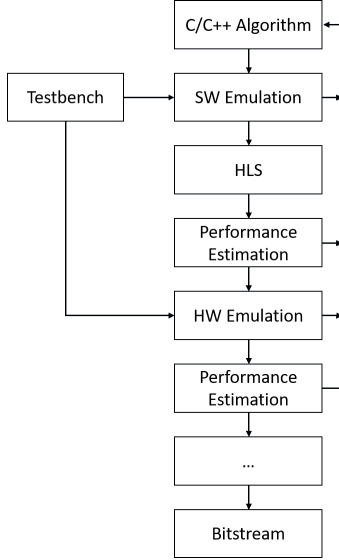 C/C++ Algorithm
Testbench
SW Emulation
HLS
Performance
Estimation
HW Emulation
Performance
Estimation
...
Bitstream